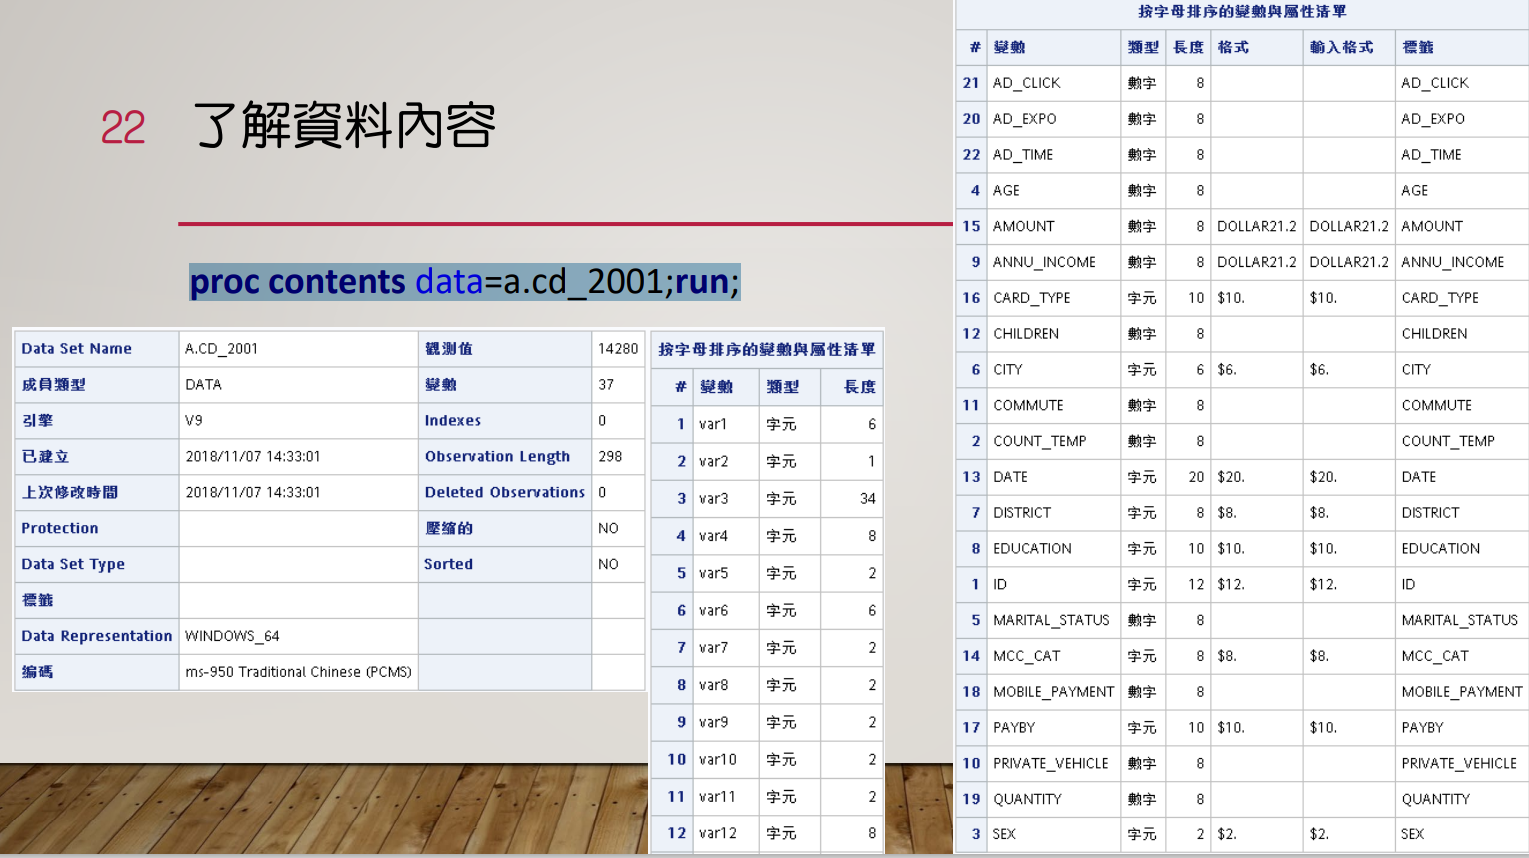 22 了解資料內容
proc contents data=a.cd_2001;run;
Data Set Name A.CD_2001 觀測值 14280
成員類型 DATA 變數 37
引擎 V9 Indexes 0
已建立 2018/11/07 14:33:01 Observation Length 298
上次修改時間 2018/11/07 14:33:01 Deleted Observations 0
Protection 壓縮的 NO
Data Set Type Sorted NO
標籤
Data Representation WINDOWS_64
編碼 ms-950 Traditional Chinese (PCMS)
按字母排序的變數與屬性清單
# 變數 類型 長度
1 var1 字元 6
2 var2 字元 1
3 var3 字元 34
4 var4 字元 8
5 var5 字元 2
6 var6 字元 6
7 var7 字元 2
8 var8 字元 2
9 var9 字元 2
10 var10 字元 2
11 var11 字元 2
12 var12 字元 8
按字母排序的變數與屬性清單
# 變數 類型 長度 格式 輸入格式 標籤
21 AD_CLICK 數字 8 AD_CLICK
20 AD_EXPO 數字 8 AD_EXPO
22 AD_TIME 數字 8 AD_TIME
4 AGE 數字 8 AGE
15 AMOUNT 數字 8 DOLLAR21.2 DOLLAR21.2 AMOUNT
9 ANNU_INCOME 數字 8 DOLLAR21.2 DOLLAR21.2 ANNU_INCOME
16 CARD_TYPE 字元 10 $10. $10. CARD_TYPE
12 CHILDREN 數字 8 CHILDREN
6 CITY 字元 6 $6. $6. CITY
11 COMMUTE 數字 8 COMMUTE
2 COUNT_TEMP 數字 8 COUNT_TEMP
13 DATE 字元 20 $20. $20. DATE
7 DISTRICT 字元 8 $8. $8. DISTRICT
8 EDUCATION 字元 10 $10. $10. EDUCATION
1 ID 字元 12 $12. $12. ID
5 MARITAL_STATUS 數字 8 MARITAL_STATUS
14 MCC_CAT 字元 8 $8. $8. MCC_CAT
18 MOBILE_PAYMENT 數字 8 MOBILE_PAYMENT
17 PAYBY 字元 10 $10. $10. PAYBY
10 PRIVATE_VEHICLE 數字 8 PRIVATE_VEHICLE
19 QUANTITY 數字 8 QUANTITY
3 SEX 字元 2 $2. $2. SEX